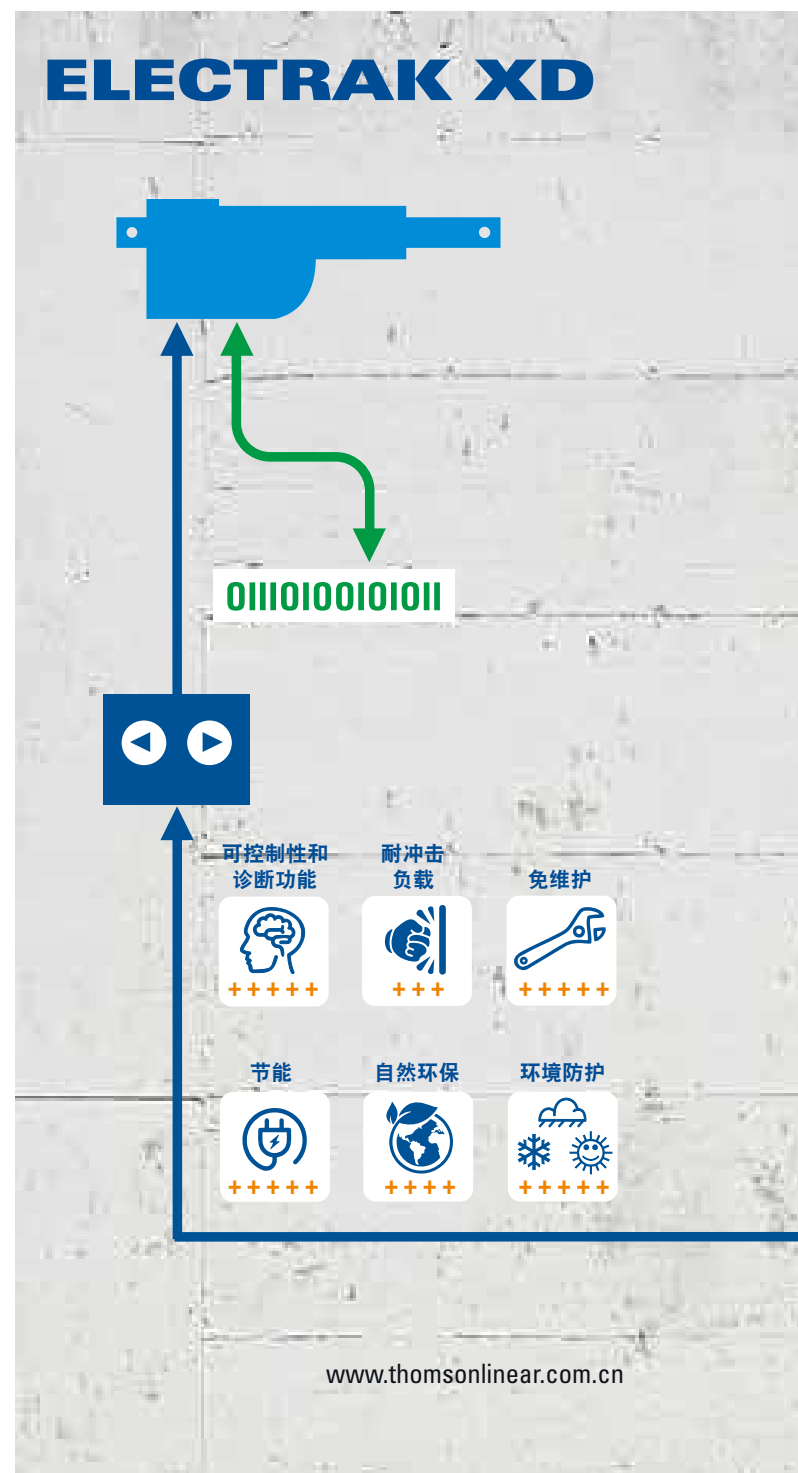 ELECTRAK XD
01110100101011
可控制性和
诊断功能
+ + + + +
耐冲击
负载
+ + +
免维护
+ + + + +
节能
+ + + + +
自然环保
+ + + +
环境防护
+ + + + +
www.thomsonlinear.com.cn